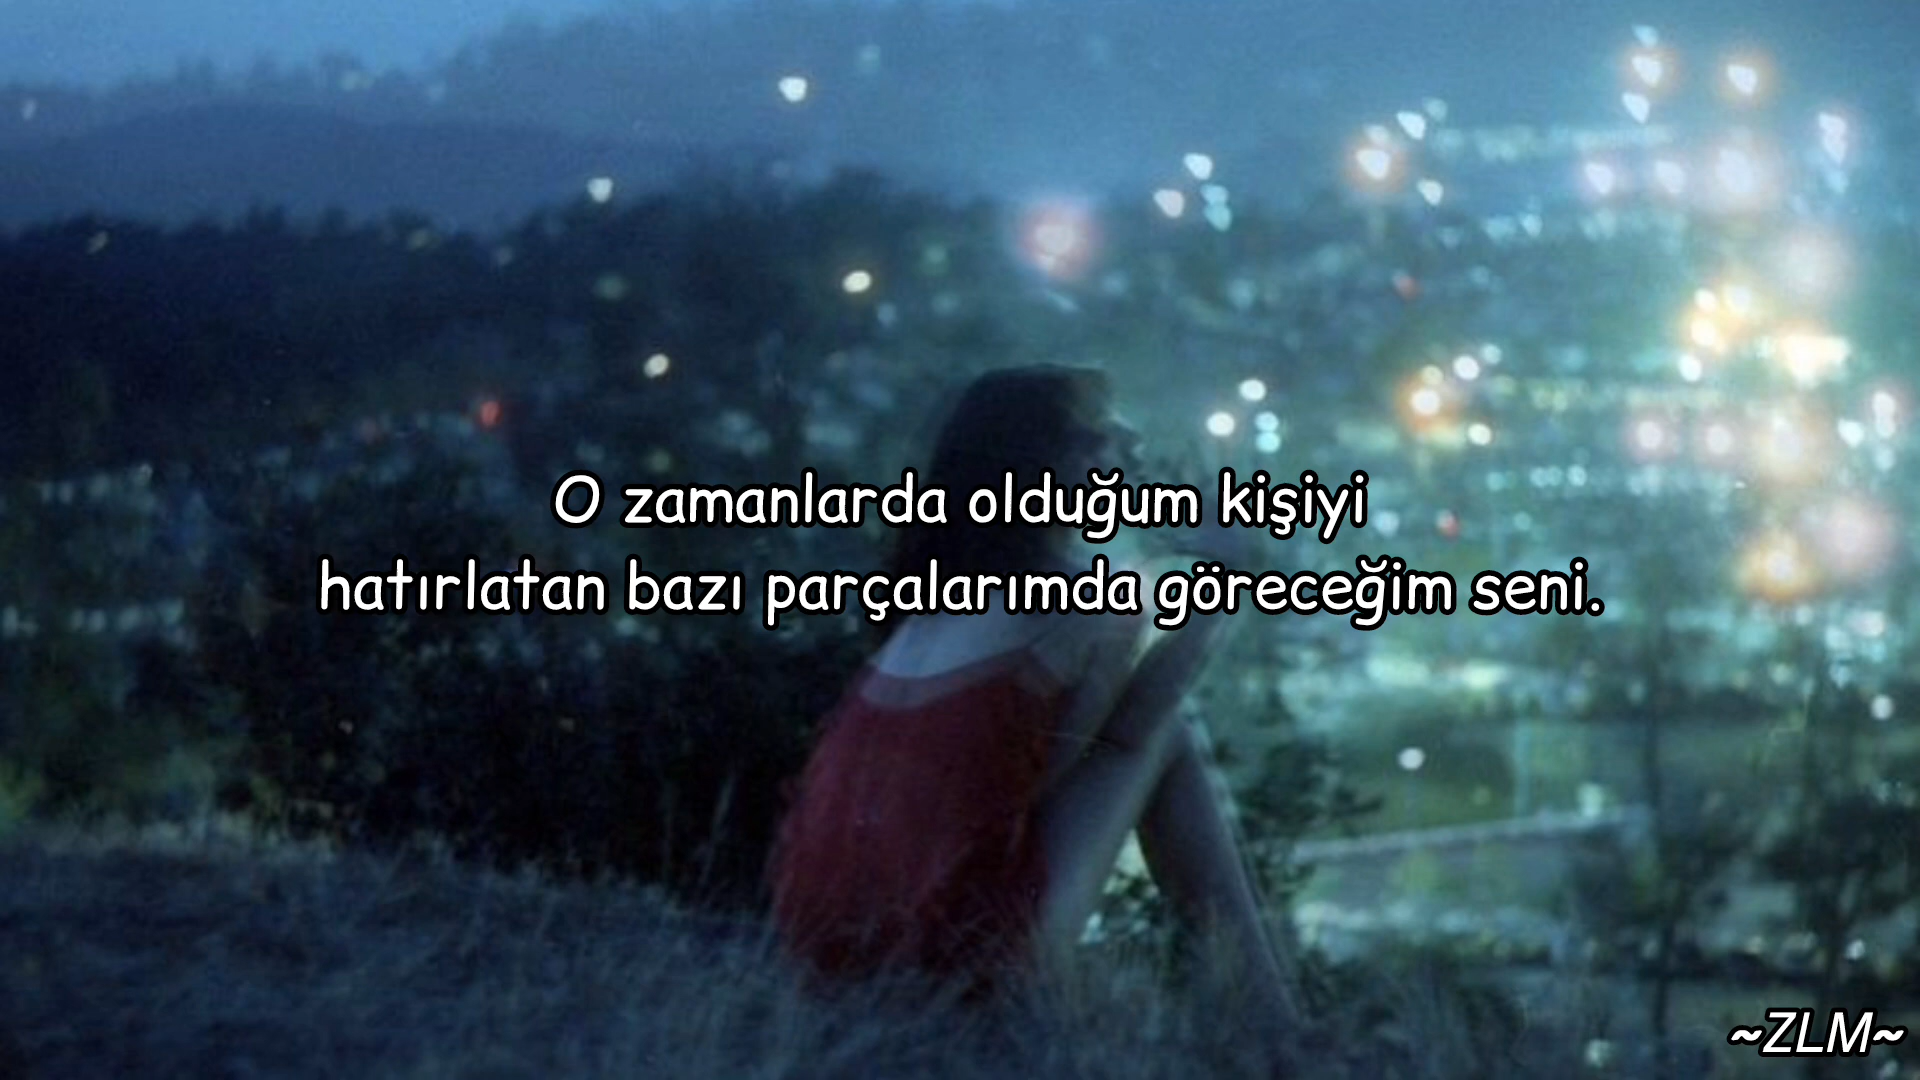 O zamanlarda olduğum kişiyi
hatırlatan bazı parçalarımda göreceğim seni.
~ZLM~